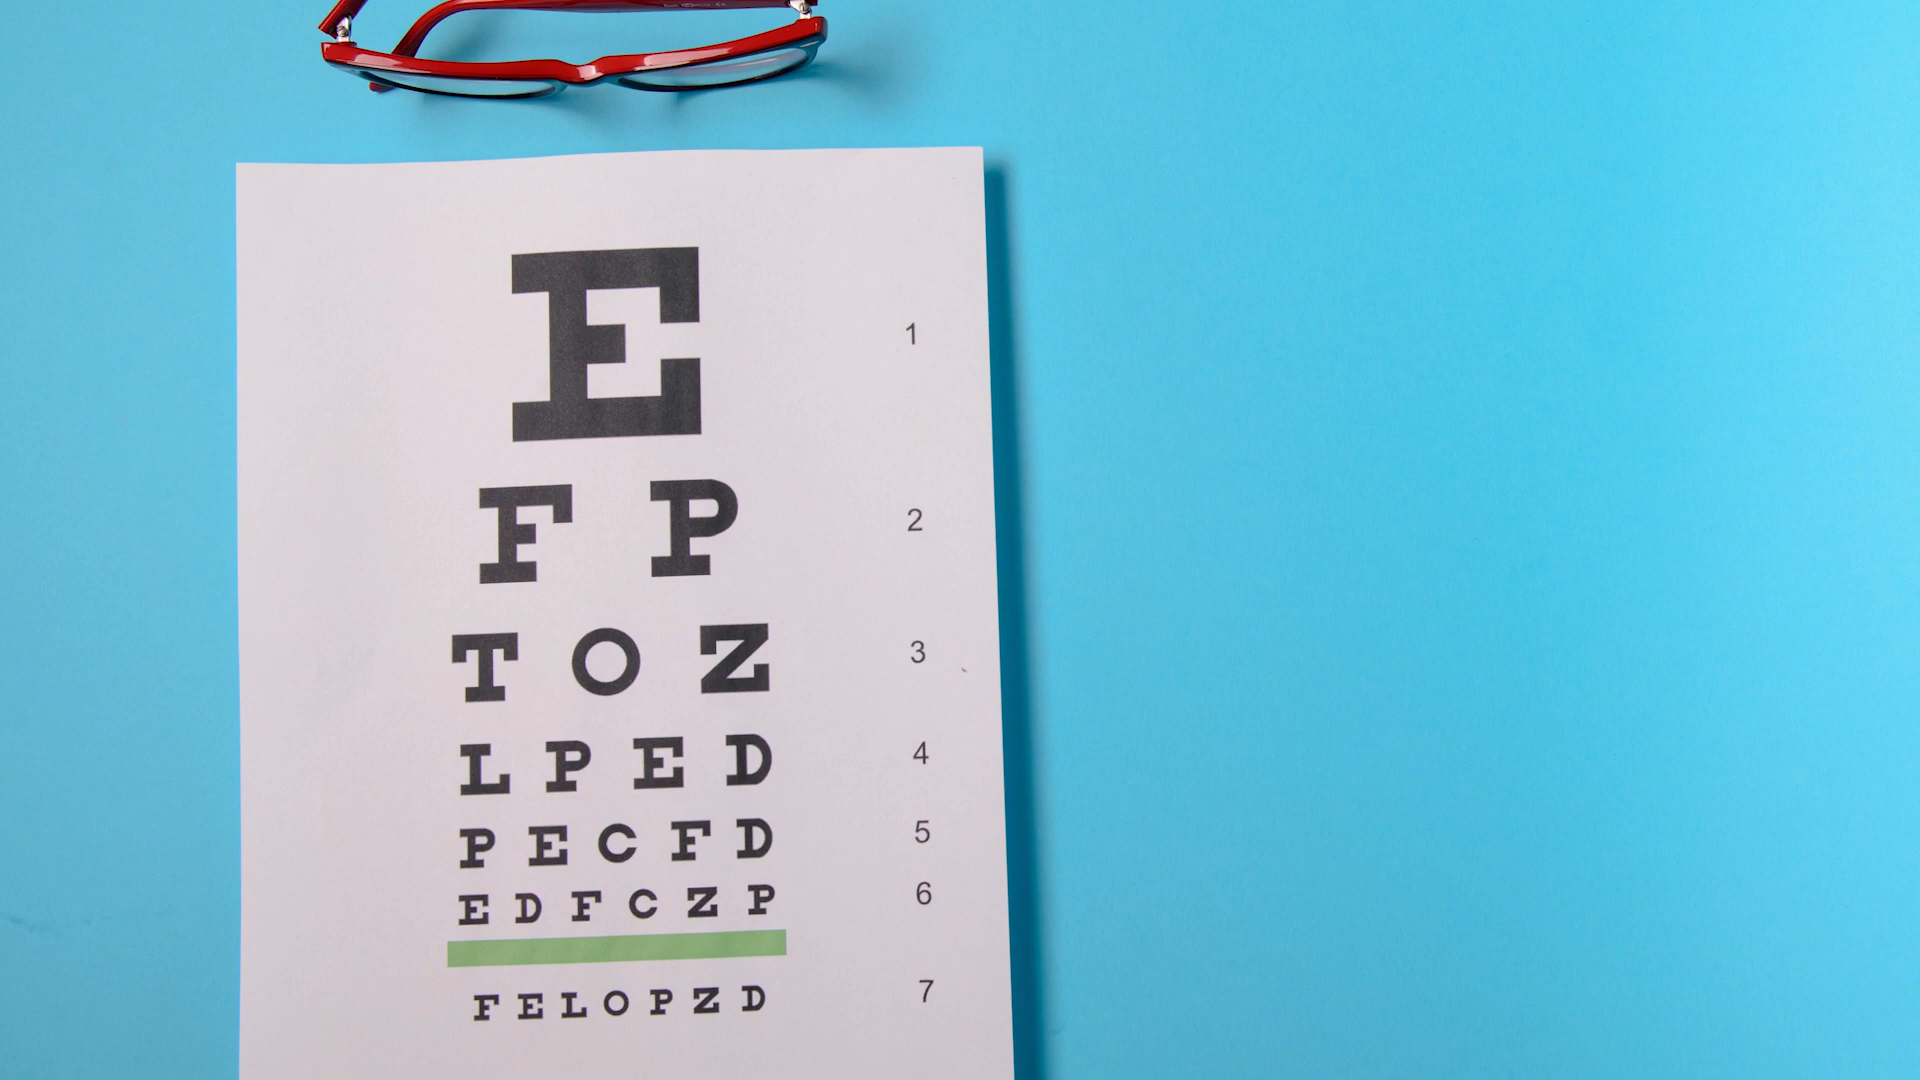 E 1
F P 2
T O Z 3
L P E D 4
P E C F D 5
E D F C Z P 6
F E L O P Z D 7